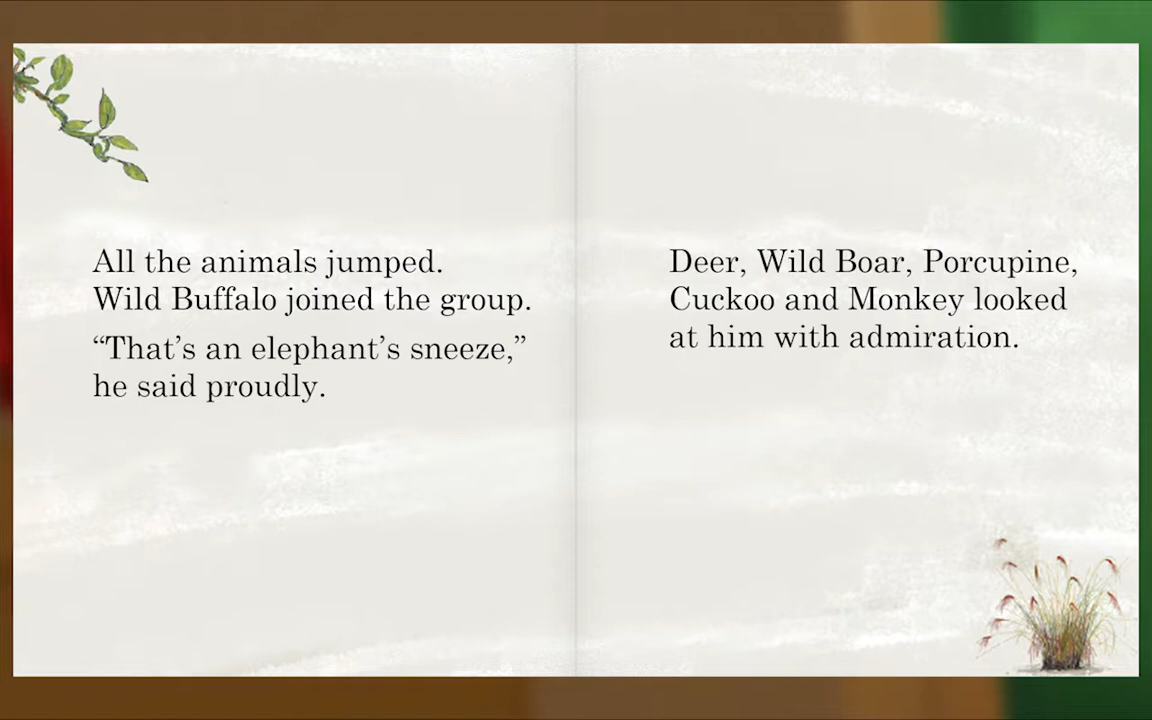 All the animals jumped.
Wild Buffalo joined the group.
“That’s an elephant’s sneeze,”
he said proudly.
Deer, Wild Boar, Porcupine,
Cuckoo and Monkey looked
at him with admiration.